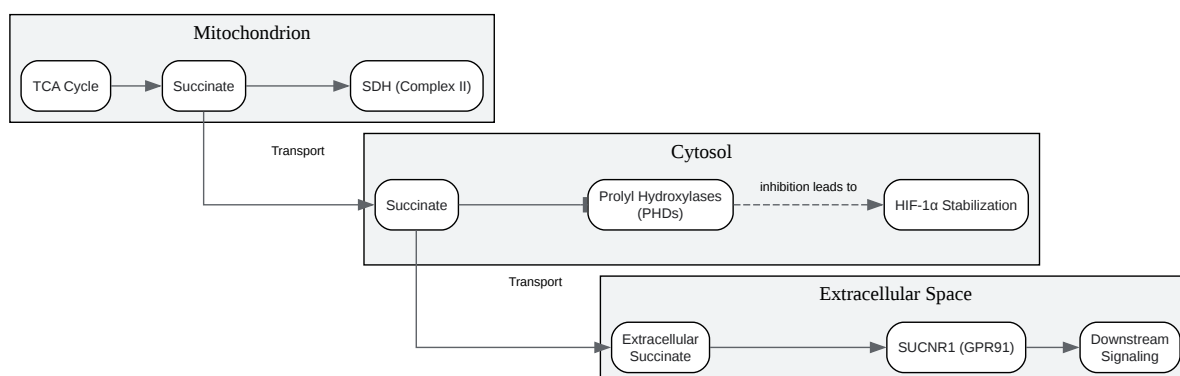 Mitochondrion
TCA Cycle
Succinate
SDH (Complex II)
Transport
Cytosol
Succinate
Prolyl Hydroxylases
(PHDs)
inhibition leads to
HIF-1α Stabilization
Transport
Extracellular Space
Extracellular
Succinate
SUCNR1 (GPR91)
Downstream
Signaling